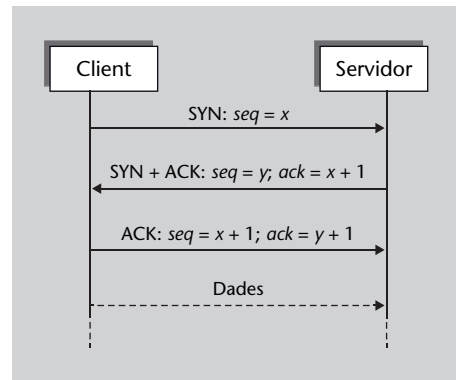 Client
Servidor
SYN: seq = x
SYN + ACK: seq = y; ack = x + 1
ACK: seq = x + 1; ack = y + 1
Dades